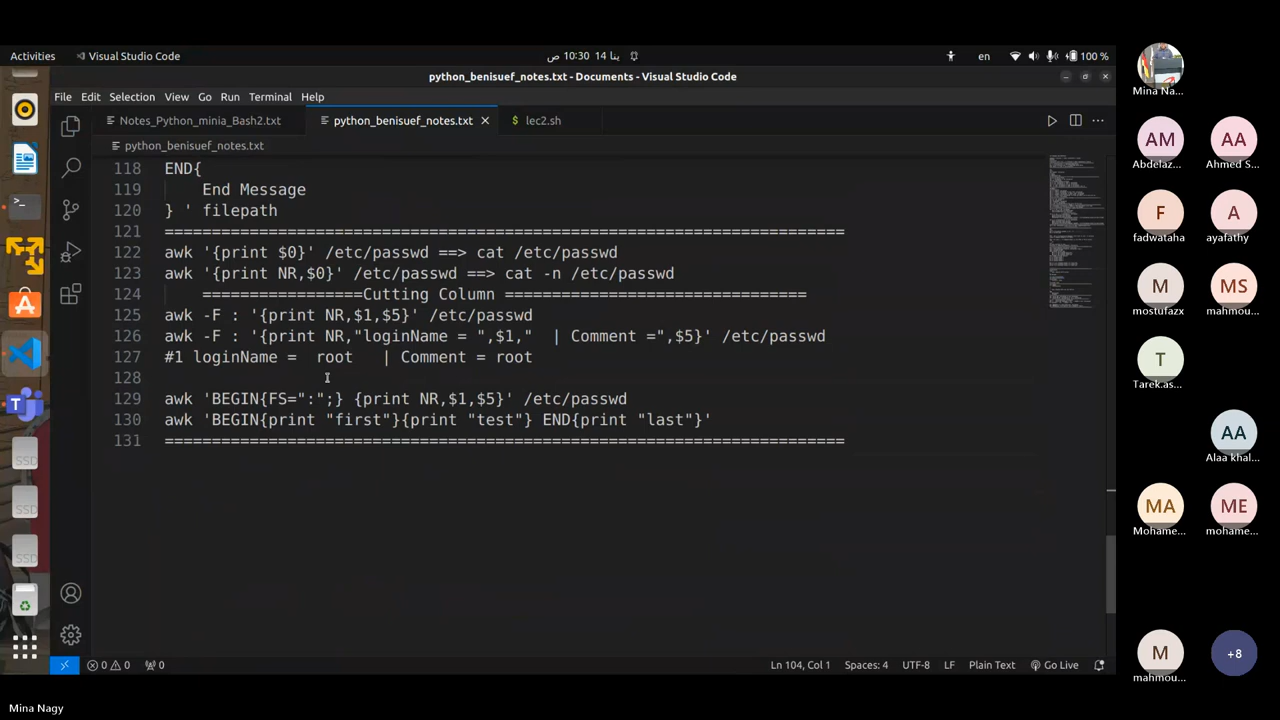 Activities
Visual Studio Code
ص 10:30 14 ينا
en
100 %
python_benisuef_notes.txt - Documents - Visual Studio Code
File Edit Selection View Go Run Terminal Help
Notes_Python_minia_Bash2.txt
python_benisuef_notes.txt
lec2.sh
python_benisuef_notes.txt
118 END{
119     End Message
120 } ' filepath
121 ========================================================================
122 awk '{print $0}' /etc/passwd ==> cat /etc/passwd
123 awk '{print NR,$0}' /etc/passwd ==> cat -n /etc/passwd
124     =================Cutting Column ================================
125 awk -F : '{print NR,$1,$5}' /etc/passwd
126 awk -F : '{print NR,"loginName = ",$1,"  | Comment =",$5}' /etc/passwd
127 #1 loginName =  root   | Comment = root
128
129 awk 'BEGIN{FS=":";} {print NR,$1,$5}' /etc/passwd
130 awk 'BEGIN{print "first"}{print "test"} END{print "last"}'
131 ========================================================================
0 0 0
Ln 104, Col 1 Spaces: 4 UTF-8 LF Plain Text Go Live
SSD
SSD
SSD
Mina Na...
AM
Abdelaz...
AA
Ahmed S...
F
fadwataha
A
ayafathy
M
mostufazx
MS
mahmou...
T
Tarek.as...
AA
Alaa khal...
MA
Mohame...
ME
mohame...
M
mahmou...
+8
Mina Nagy